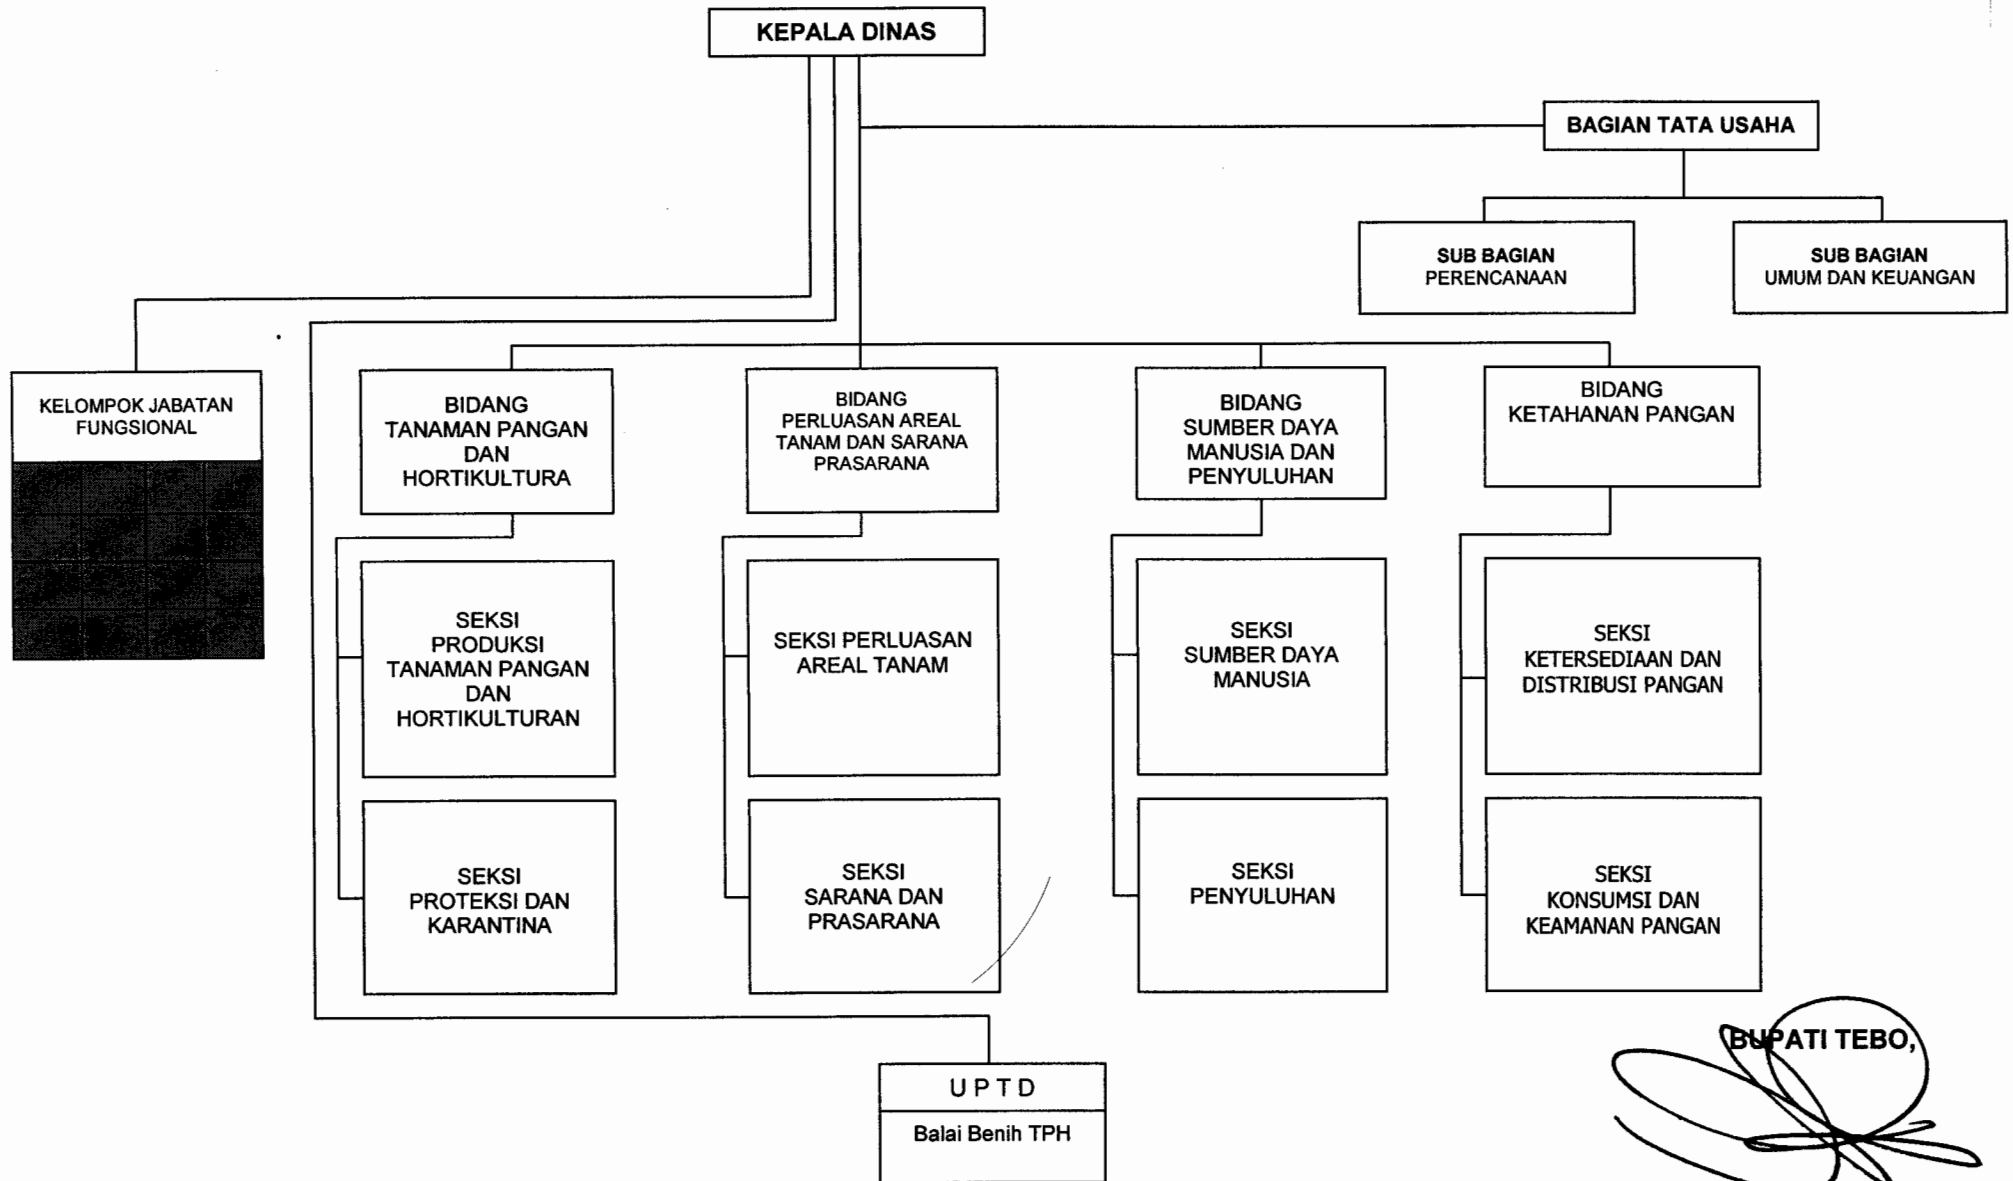 KEPALA DINAS
BAGIAN TATA USAHA
SUB BAGIAN
PERENCANAAN
SUB BAGIAN
UMUM DAN KEUANGAN
KELOMPOK JABATAN
FUNGSIONAL
BIDANG
TANAMAN PANGAN
DAN
HORTIKULTURA
BIDANG
PERLUASAN AREAL
TANAM DAN SARANA
PRASARANA
BIDANG
SUMBER DAYA
MANUSIA DAN
PENYULUHAN
BIDANG
KETAHANAN PANGAN
SEKSI
PRODUKSI
TANAMAN PANGAN
DAN
HORTIKULTURAN
SEKSI PERLUASAN
AREAL TANAM
SEKSI
SUMBER DAYA
MANUSIA
SEKSI
KETERSEDIAAN DAN
DISTRIBUSI PANGAN
SEKSI
PROTEKSI DAN
KARANTINA
SEKSI
SARANA DAN
PRASARANA
SEKSI
PENYULUHAN
SEKSI
KONSUMSI DAN
KEAMANAN PANGAN
U P T D
Balai Benih TPH
BUPATI TEBO,